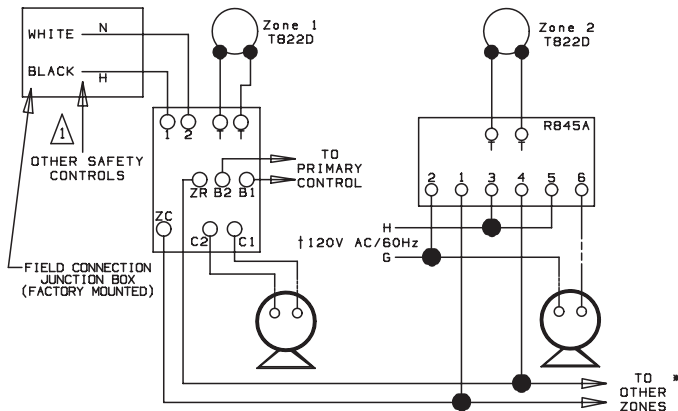 WHITE N
BLACK H
1
OTHER SAFETY
CONTROLS
FIELD CONNECTION
JUNCTION BOX
(FACTORY MOUNTED)
Zone 1
T822D
1 2 T T
ZR B2 B1
ZC
C2 C1
TO
PRIMARY
CONTROL
Zone 2
T822D
R845A
T T
2 1 3 4 5 6
H
†120V AC/60Hz
G
TO *
OTHER
ZONES